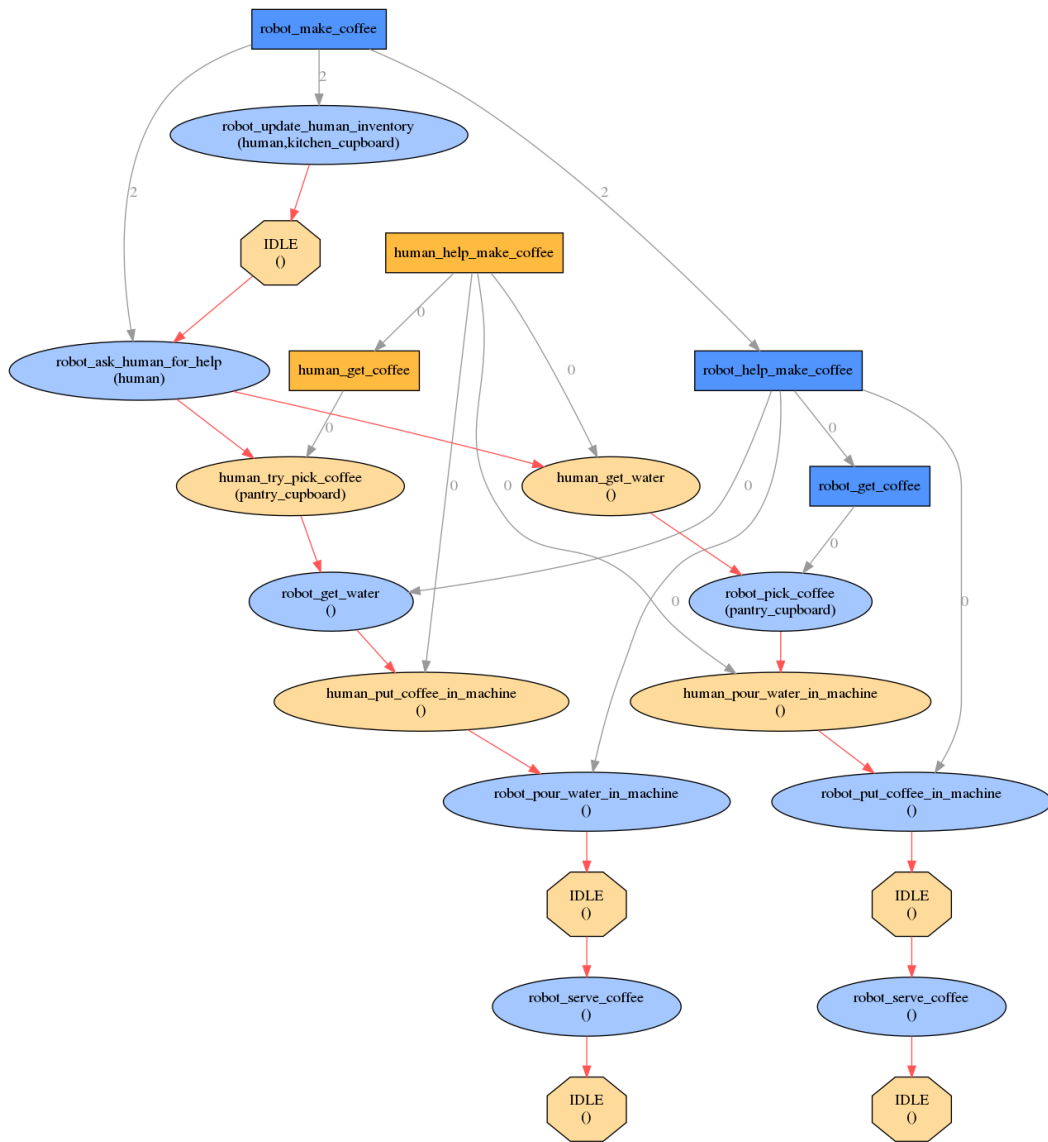 robot_make_coffee
2
robot_update_human_inventory
(human,kitchen_cupboard)
2
2
IDLE
()
human_help_make_coffee
0
robot_ask_human_for_help
(human)
human_get_coffee
0
robot_help_make_coffee
0
0
human_try_pick_coffee
(pantry_cupboard)
human_get_water
()
robot_get_coffee
0
0
0
0
robot_get_water
()
robot_pick_coffee
(pantry_cupboard)
0
0
human_put_coffee_in_machine
()
human_pour_water_in_machine
()
robot_pour_water_in_machine
()
robot_put_coffee_in_machine
()
IDLE
()
IDLE
()
robot_serve_coffee
()
robot_serve_coffee
()
IDLE
()
IDLE
()